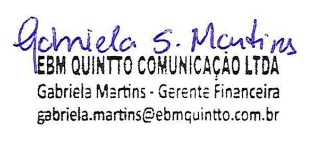 Gabriela S. Martins
EBM QUINTTO COMUNICAÇÃO LTDA
Gabriela Martins - Gerente Financeira
gabriela.martins@ebmquintto.com.br